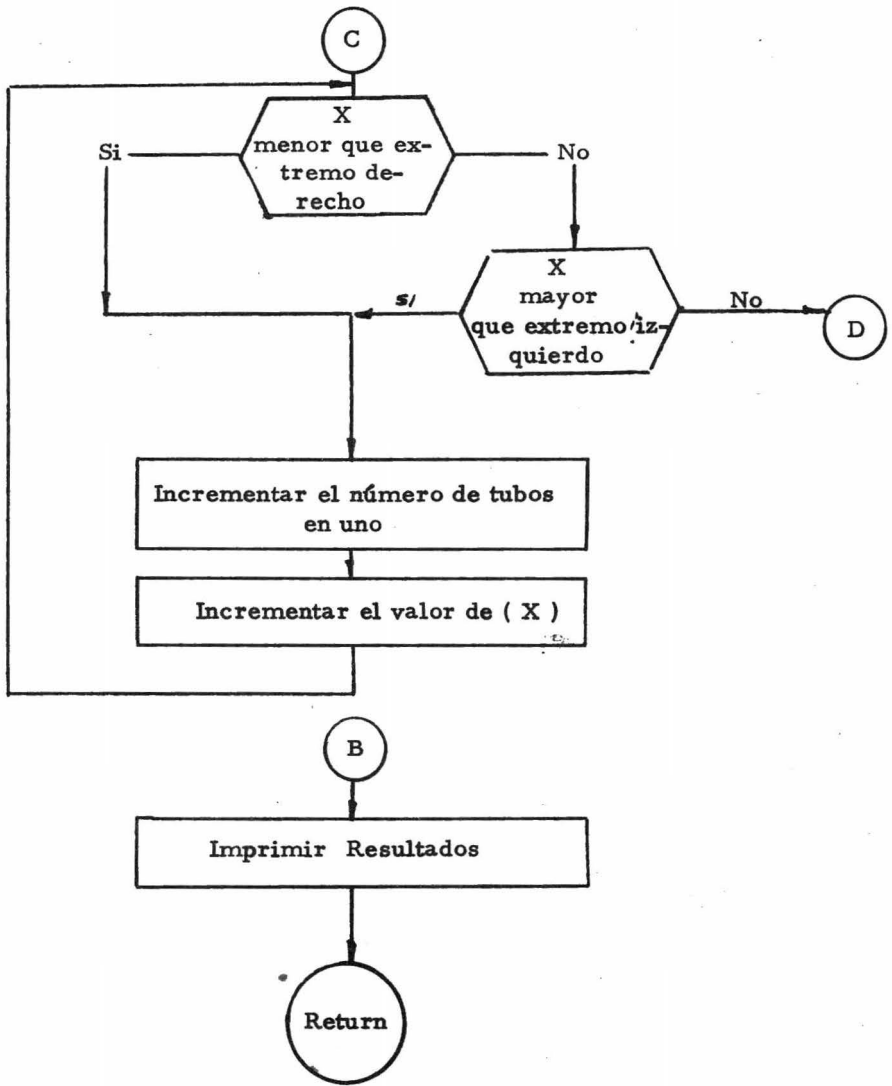 C
X
menor que ex-
tremo de-
recho
Si
No
X
mayor
que extremo iz-
quierdo
si
No
D
Incrementar el número de tubos
en uno
Incrementar el valor de ( X )
B
Imprimir Resultados
Return